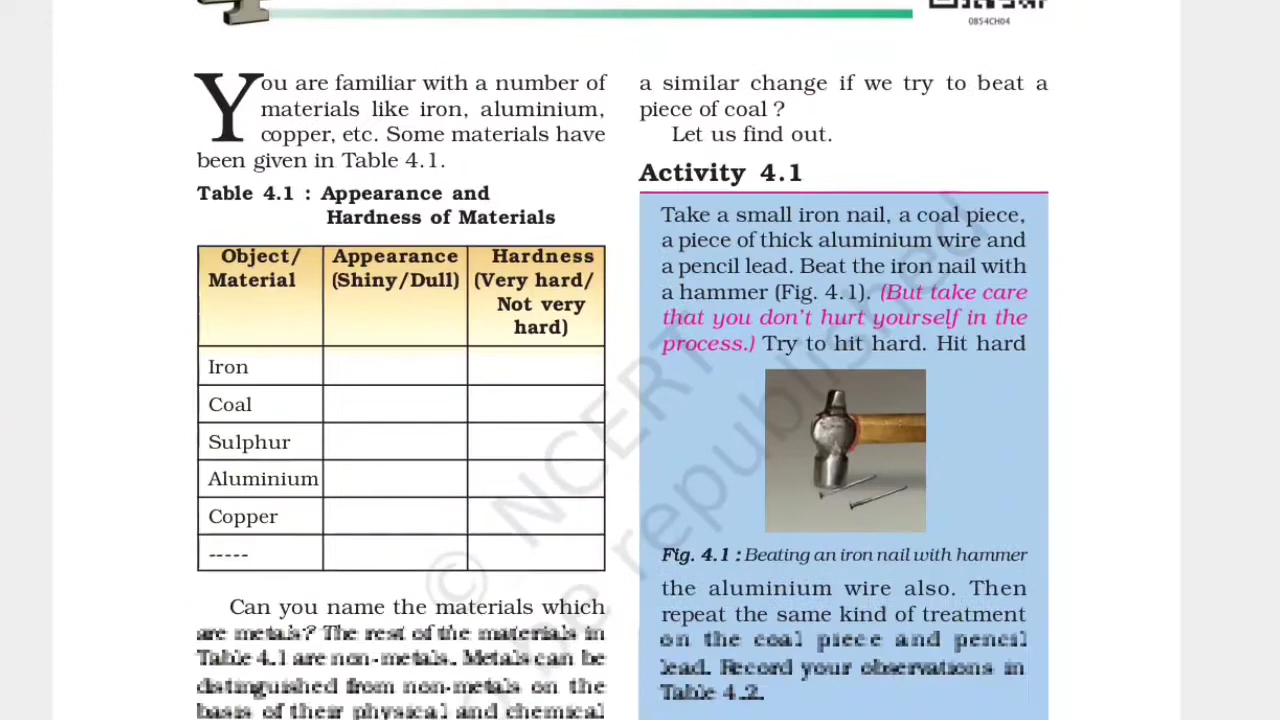 0854CH04
You are familiar with a number of
materials like iron, aluminium,
copper, etc. Some materials have
been given in Table 4.1.
Table 4.1 : Appearance and
Hardness of Materials
Object/ Material Appearance (Shiny/Dull) Hardness (Very hard/ Not very hard)
Iron
Coal
Sulphur
Aluminium
Copper
-----
Can you name the materials which
are metals? The rest of the materials in
Table 4.1 are non-metals. Metals can be
distinguished from non-metals on the
basis of their physical and chemical
a similar change if we try to beat a
piece of coal ?
Let us find out.
Activity 4.1
Take a small iron nail, a coal piece,
a piece of thick aluminium wire and
a pencil lead. Beat the iron nail with
a hammer (Fig. 4.1). (But take care
that you don't hurt yourself in the
process.) Try to hit hard. Hit hard
Fig. 4.1 : Beating an iron nail with hammer
the aluminium wire also. Then
repeat the same kind of treatment
on the coal piece and pencil
lead. Record your observations in
Table 4.2.
© NCERT
be republished